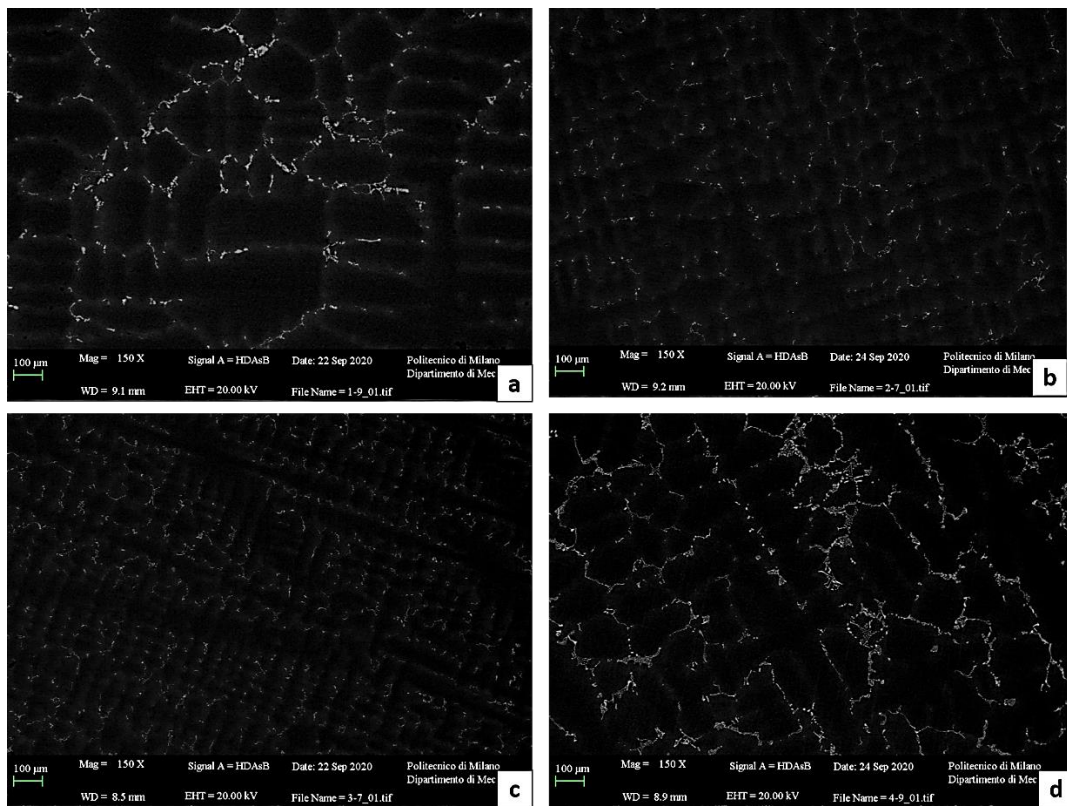 100 µm Mag = 150 X Signal A = HDAsB Date: 22 Sep 2020 Politecnico di Milano
Dipartimento di Mec
WD = 9.1 mm EHT = 20.00 kV File Name = 1-9_01.tif
a
100 µm Mag = 150 X Signal A = HDAsB Date: 24 Sep 2020 Politecnico di Milano
Dipartimento di Mec
WD = 9.2 mm EHT = 20.00 kV File Name = 2-7_01.tif
b
100 µm Mag = 150 X Signal A = HDAsB Date: 22 Sep 2020 Politecnico di Milano
Dipartimento di Mec
WD = 8.5 mm EHT = 20.00 kV File Name = 3-7_01.tif
c
100 µm Mag = 150 X Signal A = HDAsB Date: 24 Sep 2020 Politecnico di Milano
Dipartimento di Mec
WD = 8.9 mm EHT = 20.00 kV File Name = 4-9_01.tif
d